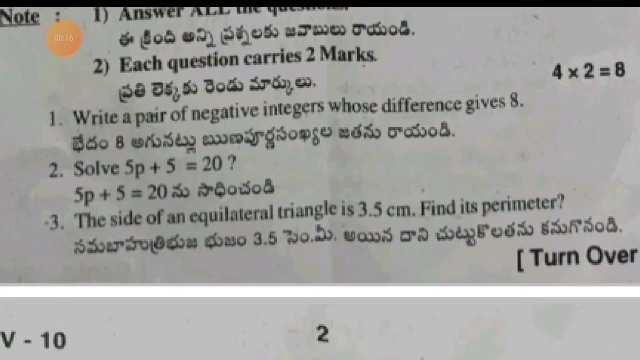 Note : 1) Answer ALL the questions.
00:16
ఈ క్రింది అన్ని ప్రశ్నలకు జవాబులు రాయండి.
2) Each question carries 2 Marks.
4 x 2 = 8
ప్రతి లెక్కకు రెండు మార్కులు.
1. Write a pair of negative integers whose difference gives 8.
భేదం 8 అగునట్లు ఋణపూర్ణసంఖ్యల జతను రాయండి.
2. Solve 5p + 5 = 20 ?
5p + 5 = 20 ను సాధించండి
3. The side of an equilateral triangle is 3.5 cm. Find its perimeter?
సమబాహుత్రిభుజ భుజం 3.5 సెం.మీ. అయిన దాని చుట్టుకొలతను కనుగొనండి.
[ Turn Over
V - 10
2